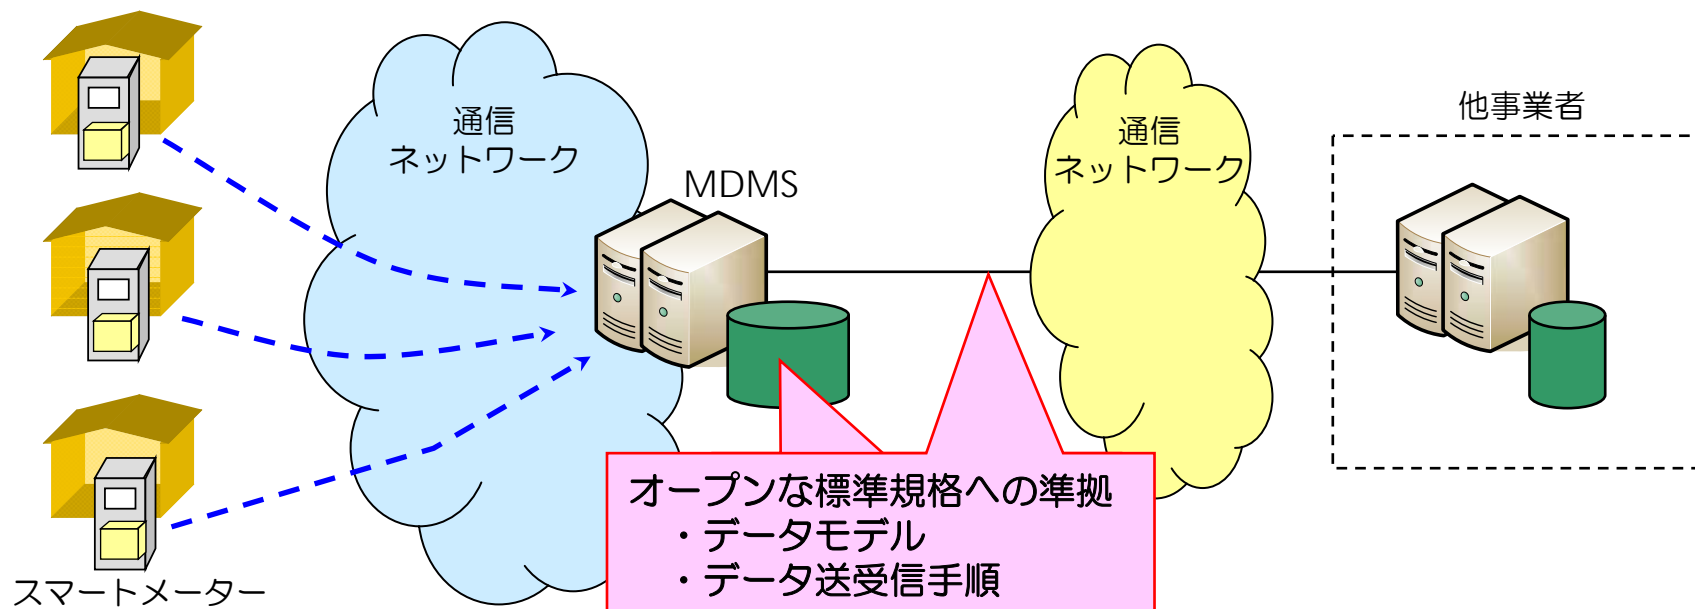 通信
ネットワーク
MDMS
通信
ネットワーク
他事業者
オープンな標準規格への準拠
・データモデル
・データ送受信手順
スマートメーター